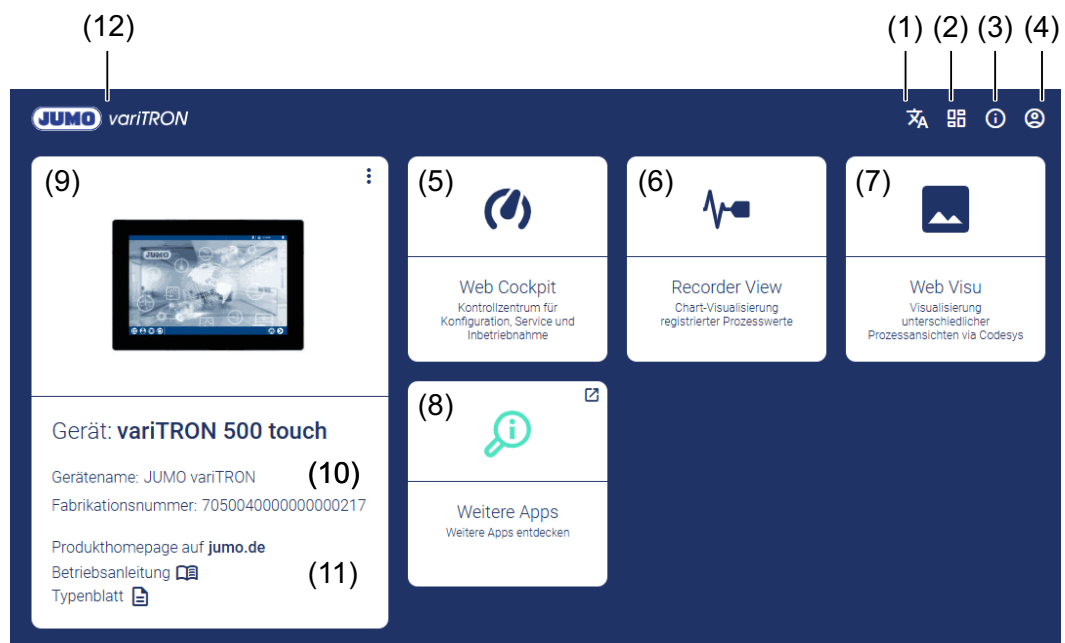 (12)
(1) (2) (3) (4)
JUMO variTRON
(9)
JUMO
Gerät: variTRON 500 touch
Gerätename: JUMO variTRON
(10)
Fabrikationsnummer: 7050040000000000217
Produkthomepage auf jumo.de
Betriebsanleitung
(11)
Typenblatt
(5)
Web Cockpit
Kontrollzentrum für
Konfiguration, Service und
Inbetriebnahme
(6)
Recorder View
Chart-Visualisierung
registrierter Prozesswerte
(7)
Web Visu
Visualisierung
unterschiedlicher
Prozessansichten via Codesys
(8)
Weitere Apps
Weitere Apps entdecken